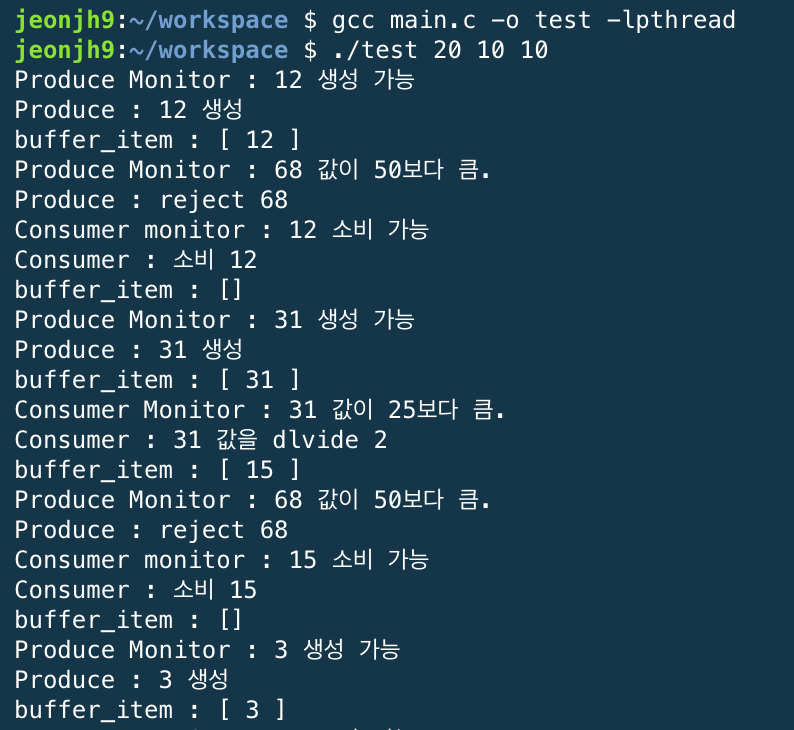 jeonjh9:~/workspace $ gcc main.c -o test -lpthread
jeonjh9:~/workspace $ ./test 20 10 10
Produce Monitor : 12 생성 가능
Produce : 12 생성
buffer_item : [ 12 ]
Produce Monitor : 68 값이 50보다 큼.
Produce : reject 68
Consumer monitor : 12 소비 가능
Consumer : 소비 12
buffer_item : []
Produce Monitor : 31 생성 가능
Produce : 31 생성
buffer_item : [ 31 ]
Consumer Monitor : 31 값이 25보다 큼.
Consumer : 31 값을 dlvide 2
buffer_item : [ 15 ]
Produce Monitor : 68 값이 50보다 큼.
Produce : reject 68
Consumer monitor : 15 소비 가능
Consumer : 소비 15
buffer_item : []
Produce Monitor : 3 생성 가능
Produce : 3 생성
buffer_item : [ 3 ]